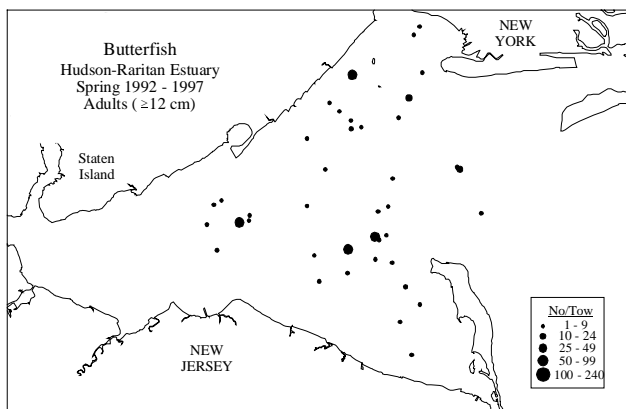 Butterfish
Hudson-Raritan Estuary
Spring 1992 - 1997
Adults ( ≥12 cm)
NEW
YORK
Staten
Island
NEW
JERSEY
No/Tow
1 - 9
10 - 24
25 - 49
50 - 99
100 - 240